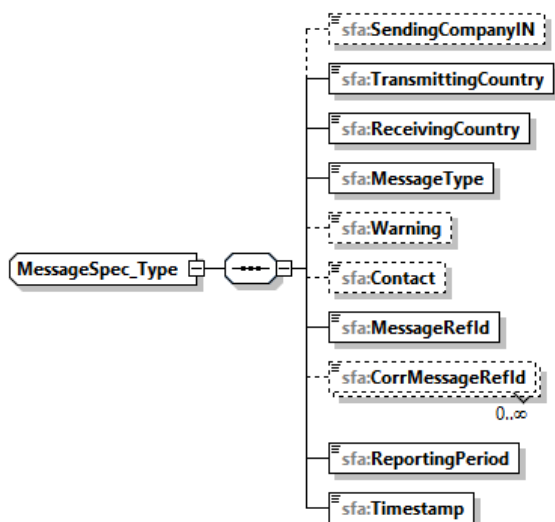 sfa:SendingCompanyIN
sfa:TransmittingCountry
sfa:ReceivingCountry
sfa:MessageType
sfa:Warning
MessageSpec_Type
sfa:Contact
sfa:MessageRefId
sfa:CorrMessageRefId
0..∞
sfa:ReportingPeriod
sfa:Timestamp